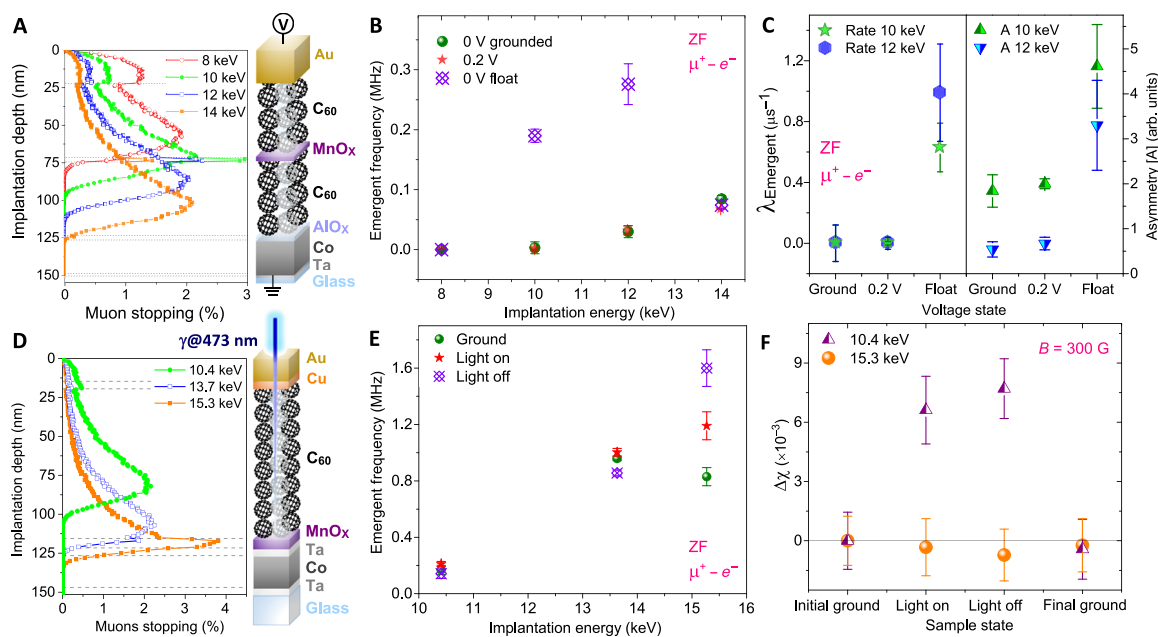 A
Implantation depth (nm)
0
25
50
75
100
125
150
8 keV
10 keV
12 keV
14 keV
0 1 2 3
Muon stopping (%)
V
Au
C60
MnOX
C60
AlOX
Co
Ta
Glass
B
Emergent frequency (MHz)
0.3
0.2
0.1
0.0
0 V grounded
0.2 V
0 V float
ZF
μ⁺ – e⁻
8 9 10 11 12 13 14
Implantation energy (keV)
C
λEmergent (μs⁻¹)
1.2
0.8
0.4
0.0
Rate 10 keV
Rate 12 keV
A 10 keV
A 12 keV
ZF
μ⁺ – e⁻
5
4
3
2
1
0
Asymmetry [A] (arb. units)
Ground 0.2 V Float Ground 0.2 V Float
Voltage state
D
Implantation depth (nm)
0
25
50
75
100
125
150
10.4 keV
13.7 keV
15.3 keV
0 1 2 3 4
Muons stopping (%)
γ@473 nm
Au
Cu
C60
MnOX
Ta
Co
Ta
Glass
E
Emergent frequency (MHz)
1.6
1.2
0.8
0.4
0.0
Ground
Light on
Light off
ZF
μ⁺ – e⁻
10 11 12 13 14 15 16
Implantation energy (keV)
F
Δχ (×10⁻³)
9
6
3
0
10.4 keV
15.3 keV
B = 300 G
Initial ground Light on Light off Final ground
Sample state